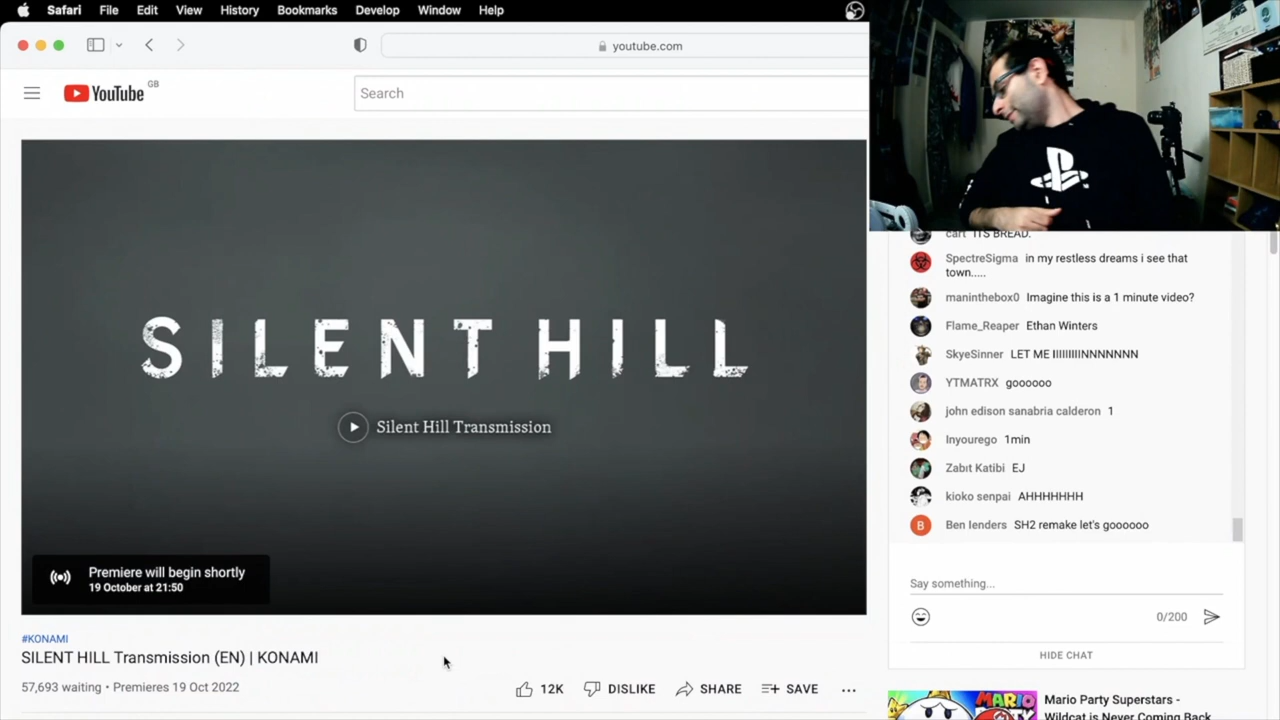 Safari File Edit View History Bookmarks Develop Window Help
youtube.com
YouTube GB
Search
SILENT HILL
Silent Hill Transmission
Premiere will begin shortly
19 October at 21:50
#KONAMI
SILENT HILL Transmission (EN) | KONAMI
57,693 waiting • Premieres 19 Oct 2022
12K DISLIKE SHARE SAVE
cart ITS BREAD.
SpectreSigma in my restless dreams i see that
town.....
maninthebox0 Imagine this is a 1 minute video?
Flame_Reaper Ethan Winters
SkyeSinner LET ME IIIIIIIIINNNNNNN
YTMATRX goooooo
john edison sanabria calderon 1
Inyourego 1min
Zabıt Katibi EJ
kioko senpai AHHHHHHH
B Ben Ienders SH2 remake let's goooooo
Say something...
0/200
HIDE CHAT
MARIO
Mario Party Superstars -
Wildcat is Never Coming Back